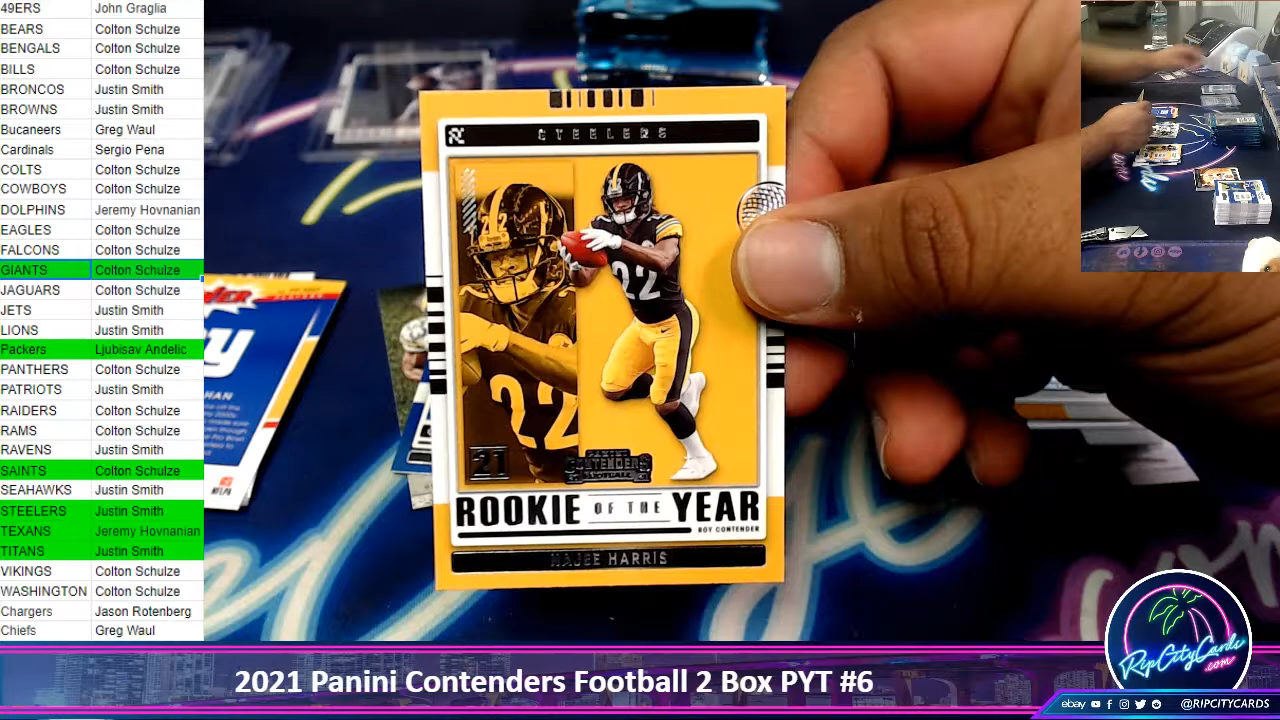 49ERS John Graglia
BEARS Colton Schulze
BENGALS Colton Schulze
BILLS Colton Schulze
BRONCOS Justin Smith
BROWNS Justin Smith
Bucaneers Greg Waul
Cardinals Sergio Pena
COLTS Colton Schulze
COWBOYS Colton Schulze
DOLPHINS Jeremy Hovnanian
EAGLES Colton Schulze
FALCONS Colton Schulze
GIANTS Colton Schulze
JAGUARS Colton Schulze
JETS Justin Smith
LIONS Justin Smith
Packers Ljubisav Andelic
PANTHERS Colton Schulze
PATRIOTS Justin Smith
RAIDERS Colton Schulze
RAMS Colton Schulze
RAVENS Justin Smith
SAINTS Colton Schulze
SEAHAWKS Justin Smith
STEELERS Justin Smith
TEXANS Jeremy Hovnanian
TITANS Justin Smith
VIKINGS Colton Schulze
WASHINGTON Colton Schulze
Chargers Jason Rotenberg
Chiefs Greg Waul
STEELERS
22
22
21
PANINI
CONTENDERS
ROOKIE OF THE YEAR
ROY CONTENDER
NAJEE HARRIS
RipCityCards
.com
2021 Panini Contenders Football 2 Box PYT #6
ebay @RIPCITYCARDS